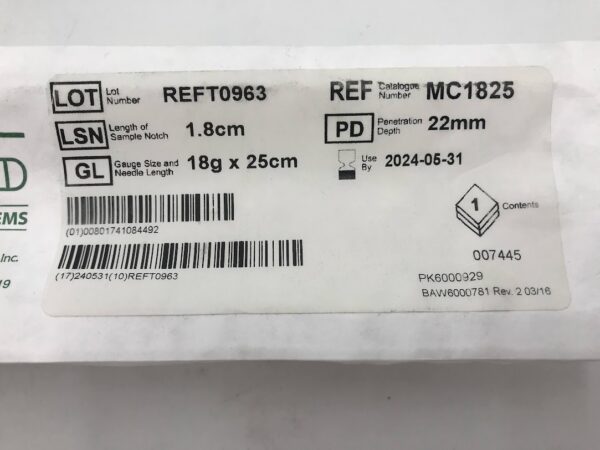 LOT Lot Number REFT0963
REF Catalogue Number MC1825
LSN Length of Sample Notch 1.8cm
PD Penetration Depth 22mm
GL Gauge Size and Needle Length 18g x 25cm
Use By 2024-05-31
(01)00801741084492
1 Contents
(17)240531(10)REFT0963
007445
PK6000929
BAW6000781 Rev. 2 03/16
D
EMS
Inc.